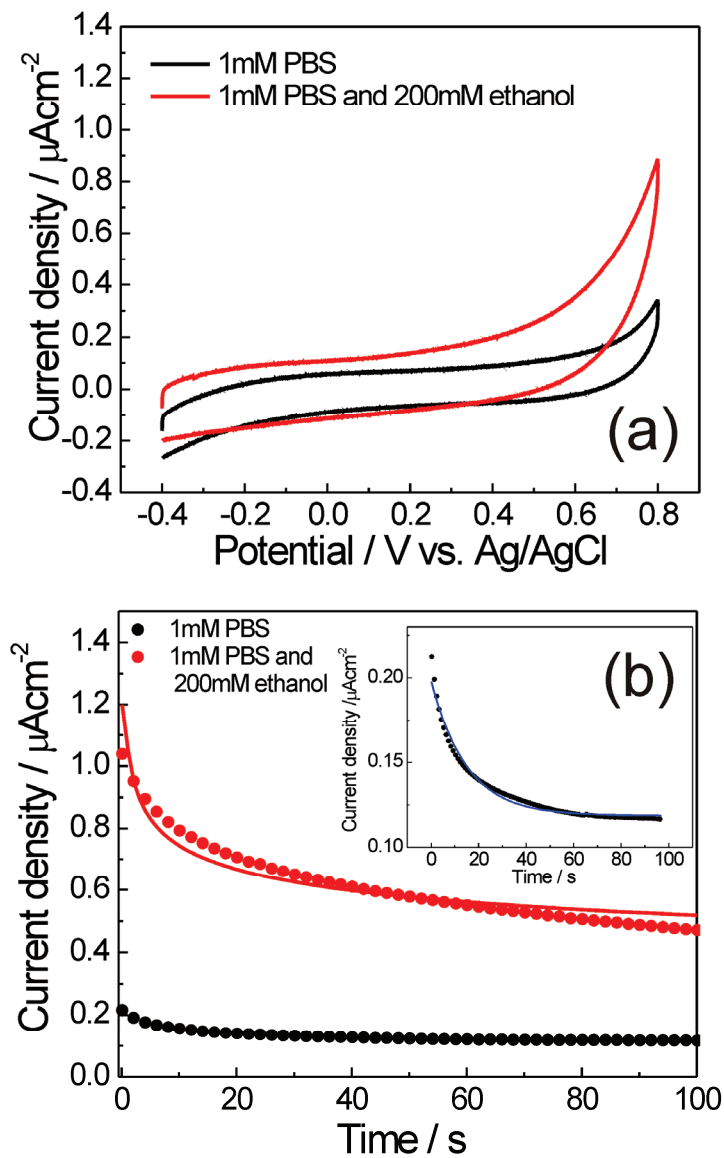 1.4
1.2
1.0
0.8
0.6
0.4
0.2
0.0
-0.2
-0.4
Current density / μAcm⁻²
1mM PBS
1mM PBS and 200mM ethanol
(a)
-0.4 -0.2 0.0 0.2 0.4 0.6 0.8
Potential / V vs. Ag/AgCl
1.4
1.2
1.0
0.8
0.6
0.4
0.2
0.0
Current density / μAcm⁻²
1mM PBS
1mM PBS and
200mM ethanol
(b)
0.20
0.15
0.10
Current density /μAcm⁻²
0 20 40 60 80 100
Time / s
0 20 40 60 80 100
Time / s